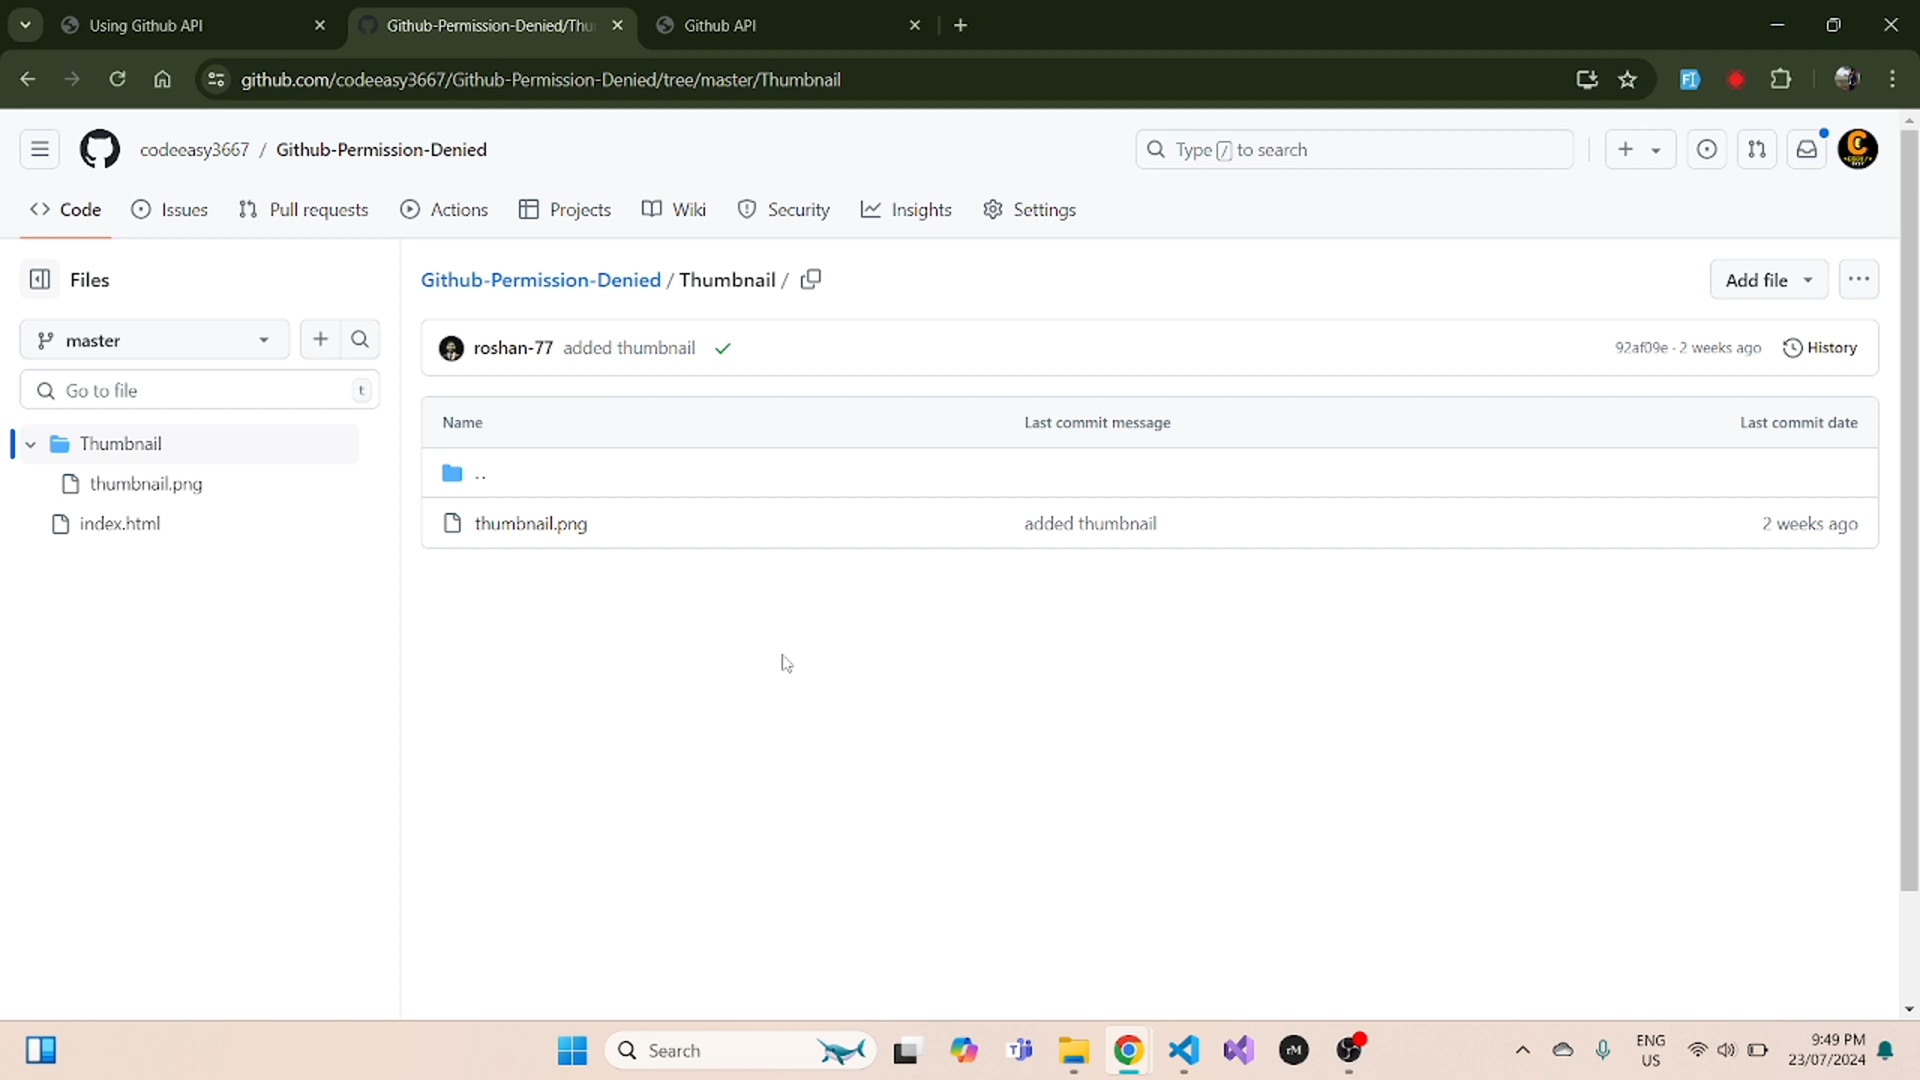 Using Github API
Github-Permission-Denied/Thu
Github API
github.com/codeeasy3667/Github-Permission-Denied/tree/master/Thumbnail
codeeasy3667 / Github-Permission-Denied
Type / to search
Code
Issues
Pull requests
Actions
Projects
Wiki
Security
Insights
Settings
Files
master
Go to file
t
Thumbnail
thumbnail.png
index.html
Github-Permission-Denied / Thumbnail /
Add file
roshan-77 added thumbnail
92af09e · 2 weeks ago
History
Name
Last commit message
Last commit date
..
thumbnail.png
added thumbnail
2 weeks ago
Search
rM
ENG
US
9:49 PM
23/07/2024